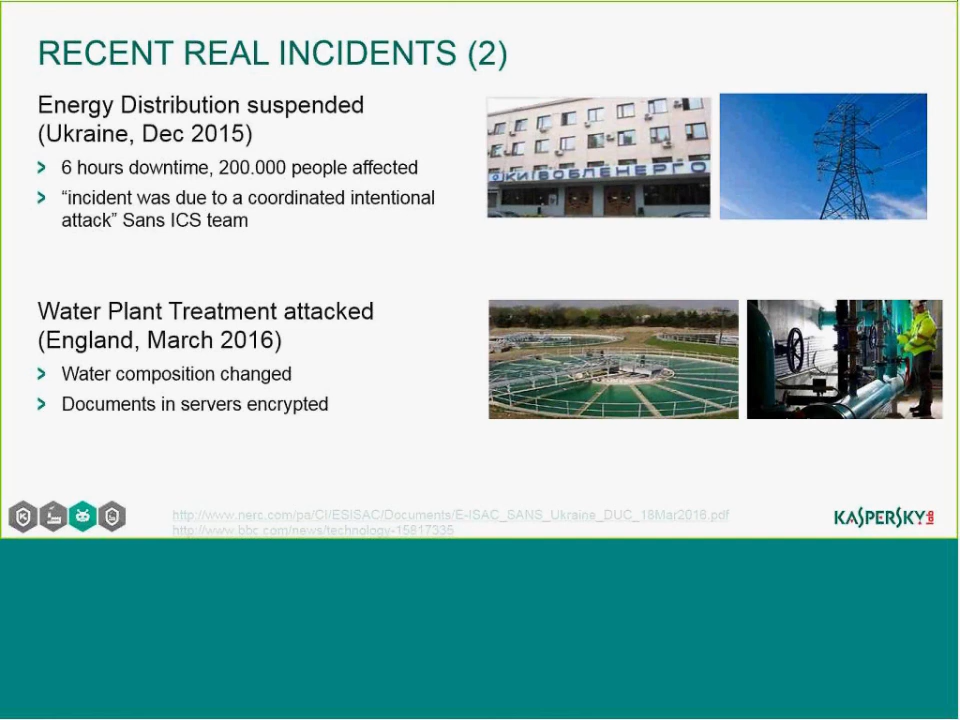 RECENT REAL INCIDENTS (2)
Energy Distribution suspended
(Ukraine, Dec 2015)
6 hours downtime, 200.000 people affected
“incident was due to a coordinated intentional
attack” Sans ICS team
КИЇВОБЛЕНЕРГО
Water Plant Treatment attacked
(England, March 2016)
Water composition changed
Documents in servers encrypted
http://www.nerc.com/pa/CI/ESISAC/Documents/E-ISAC_SANS_Ukraine_DUC_18Mar2016.pdf
http://www.bbc.com/news/technology-15817335
KASPERSKY lab